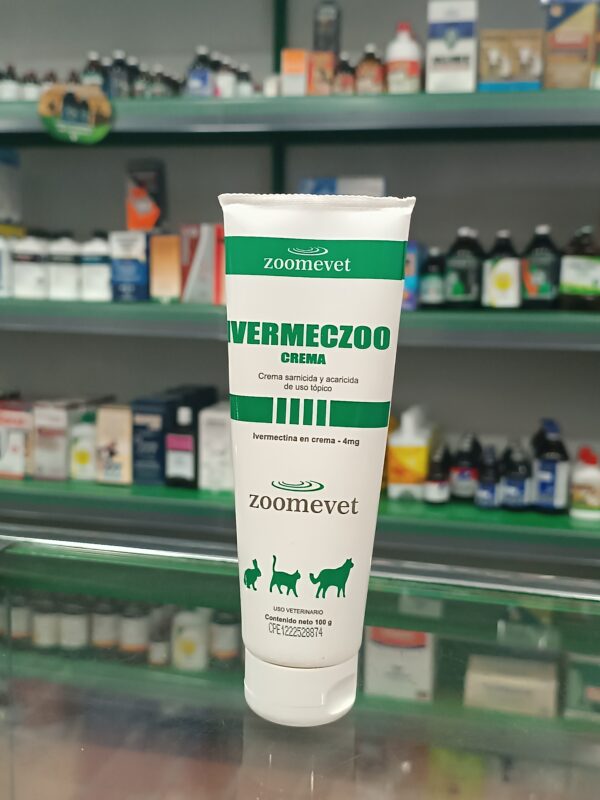 zoomevet
IVERMECZOO
CREMA
Crema sarnicida y acaricida
de uso tópico
Ivermectina en crema - 4mg
zoomevet
USO VETERINARIO
Contenido neto 100 g
CPE1222528874